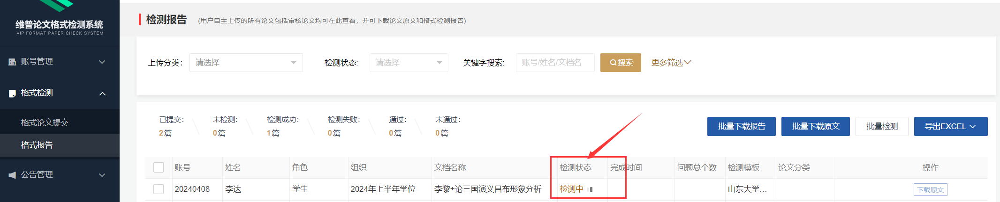 维普论文格式检测系统
VIP FORMAT PAPER CHECK SYSTEM
账号管理
格式检测
格式论文提交
格式报告
公告管理
检测报告 (用户自主上传的所有论文包括审核论文均可在此查看，并可下载论文原文和格式检测报告)
上传分类: 请选择 检测状态: 请选择 关键字搜索: 账号/姓名/文档名 搜索 更多筛选
已提交: 未检测: 检测成功: 检测失败: 通过: 未通过:
2篇 0篇 1篇 0篇 0篇 0篇
批量下载报告 批量下载原文 批量检测 导出EXCEL
账号 姓名 角色 组织 文档名称 检测状态 完成时间 问题总个数 检测模板 论文分类 操作
20240408 李达 学生 2024年上半年学位 李黎+论三国演义吕布形象分析 检测中 山东大学... 下载原文